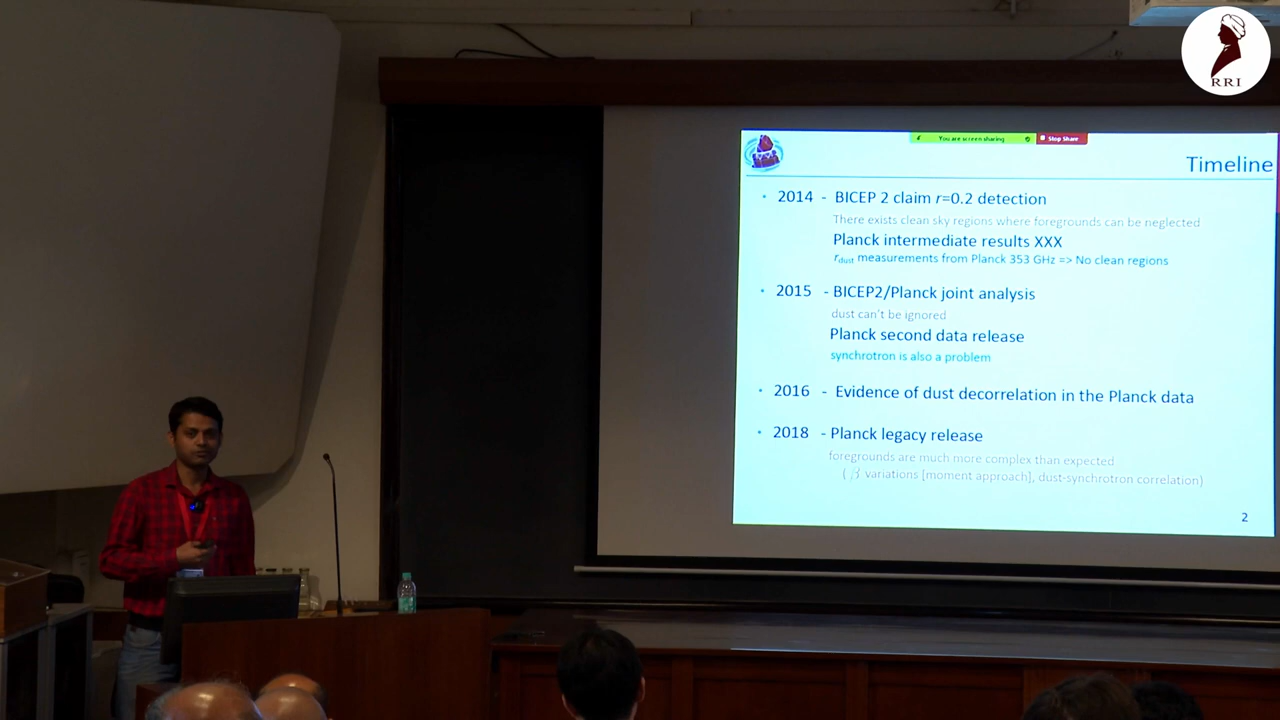 RRI
You are screen sharing
Stop Share
Timeline
• 2014 - BICEP 2 claim r=0.2 detection
There exists clean sky regions where foregrounds can be neglected
Planck intermediate results XXX
rdust measurements from Planck 353 GHz => No clean regions
• 2015 - BICEP2/Planck joint analysis
dust can't be ignored
Planck second data release
synchrotron is also a problem
• 2016 - Evidence of dust decorrelation in the Planck data
• 2018 - Planck legacy release
foregrounds are much more complex than expected
( β variations [moment approach], dust-synchrotron correlation)
2